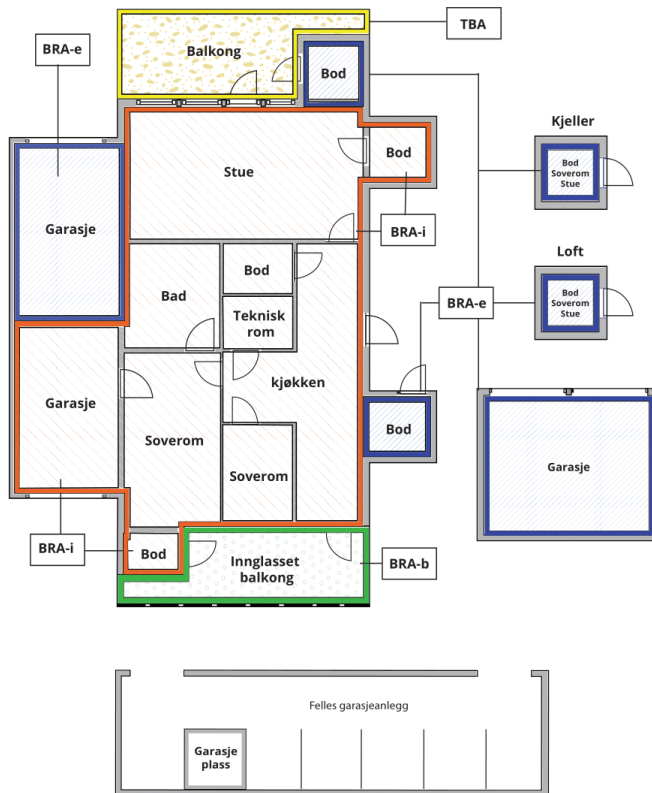 TBA
BRA-e
Balkong
Bod
Kjeller
Bod
Stue
Bod
Soverom
Stue
Garasje
BRA-i
Loft
Bod
Bad
Bod
Soverom
Stue
BRA-e
Teknisk
rom
kjøkken
Garasje
Soverom
Bod
Garasje
Soverom
BRA-i
Bod
Innglasset
balkong
BRA-b
Felles garasjeanlegg
Garasje
plass